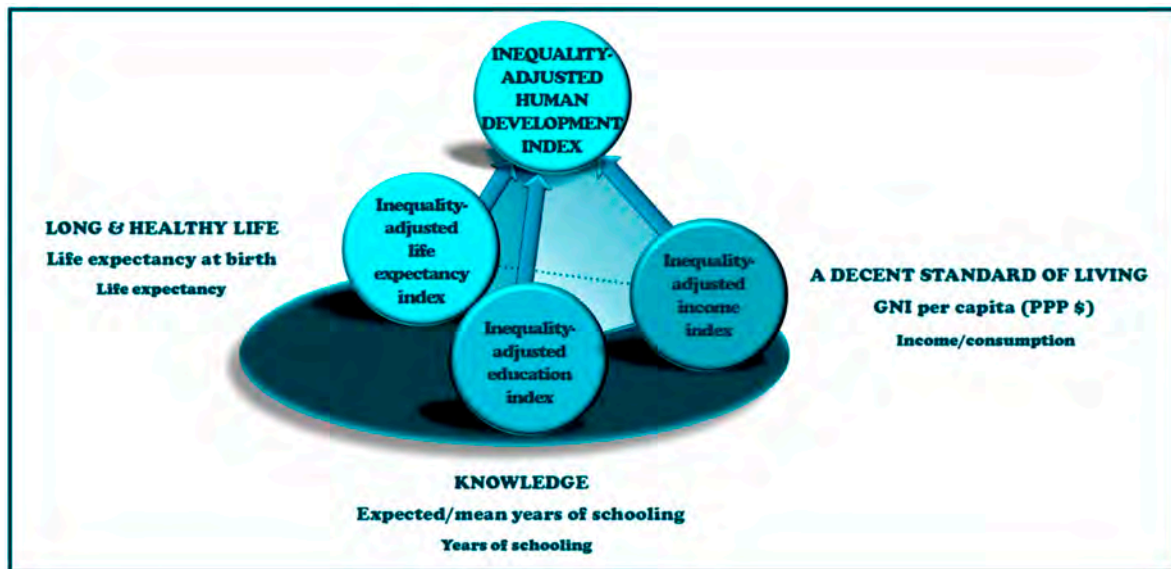 INEQUALITY-
ADJUSTED
HUMAN
DEVELOPMENT
INDEX
Inequality-
adjusted
life
expectancy
index
LONG & HEALTHY LIFE
Life expectancy at birth
Life expectancy
Inequality-
adjusted
income
index
A DECENT STANDARD OF LIVING
GNI per capita (PPP $)
Income/consumption
Inequality-
adjusted
education
index
KNOWLEDGE
Expected/mean years of schooling
Years of schooling